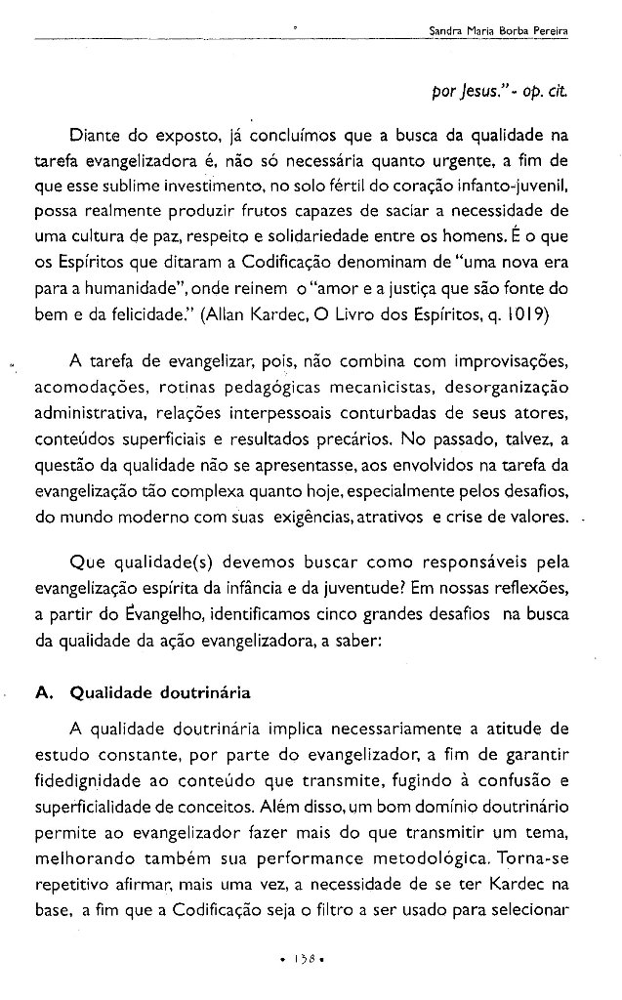 Sandra Maria Borba Pereira
por Jesus.” - op. cit.
Diante do exposto, já concluímos que a busca da qualidade na
tarefa evangelizadora é, não só necessária quanto urgente, a fim de
que esse sublime investimento, no solo fértil do coração infanto-juvenil,
possa realmente produzir frutos capazes de saciar a necessidade de
uma cultura de paz, respeito e solidariedade entre os homens. É o que
os Espíritos que ditaram a Codificação denominam de “uma nova era
para a humanidade”, onde reinem o “amor e a justiça que são fonte do
bem e da felicidade.” (Allan Kardec, O Livro dos Espíritos, q. 1019)
A tarefa de evangelizar, pois, não combina com improvisações,
acomodações, rotinas pedagógicas mecanicistas, desorganização
administrativa, relações interpessoais conturbadas de seus atores,
conteúdos superficiais e resultados precários. No passado, talvez, a
questão da qualidade não se apresentasse, aos envolvidos na tarefa da
evangelização tão complexa quanto hoje, especialmente pelos desafios,
do mundo moderno com suas exigências, atrativos e crise de valores.
Que qualidade(s) devemos buscar como responsáveis pela
evangelização espírita da infância e da juventude? Em nossas reflexões,
a partir do Évangelho, identificamos cinco grandes desafios na busca
da qualidade da ação evangelizadora, a saber:
A. Qualidade doutrinária
A qualidade doutrinária implica necessariamente a atitude de
estudo constante, por parte do evangelizador, a fim de garantir
fidedignidade ao conteúdo que transmite, fugindo à confusão e
superficialidade de conceitos. Além disso, um bom domínio doutrinário
permite ao evangelizador fazer mais do que transmitir um tema,
melhorando também sua performance metodológica. Torna-se
repetitivo afirmar, mais uma vez, a necessidade de se ter Kardec na
base, a fim que a Codificação seja o filtro a ser usado para selecionar
• 138 •